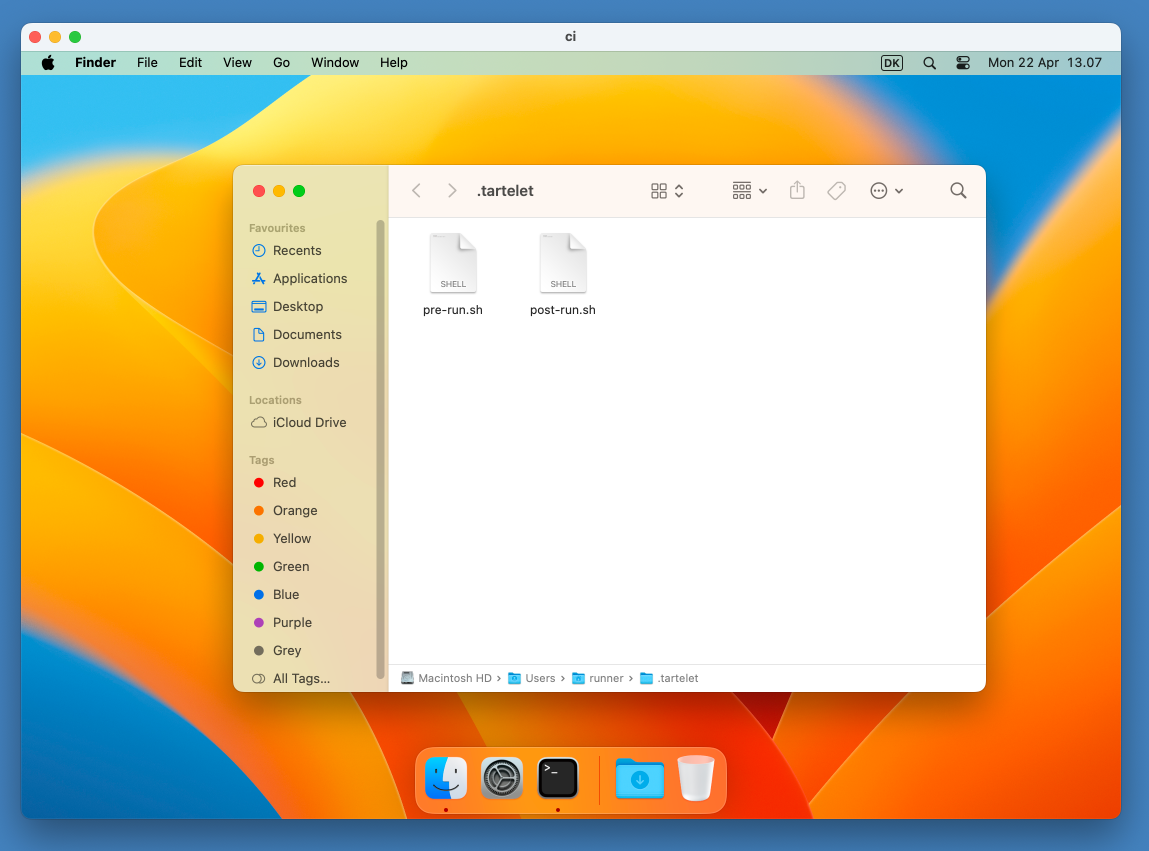 ci
Finder File Edit View Go Window Help DK Mon 22 Apr 13.07
.tartelet
Favourites
Recents
Applications
Desktop
Documents
Downloads
Locations
iCloud Drive
Tags
Red
Orange
Yellow
Green
Blue
Purple
Grey
All Tags...
SHELL
pre-run.sh
SHELL
post-run.sh
Macintosh HD › Users › runner › .tartelet
>_